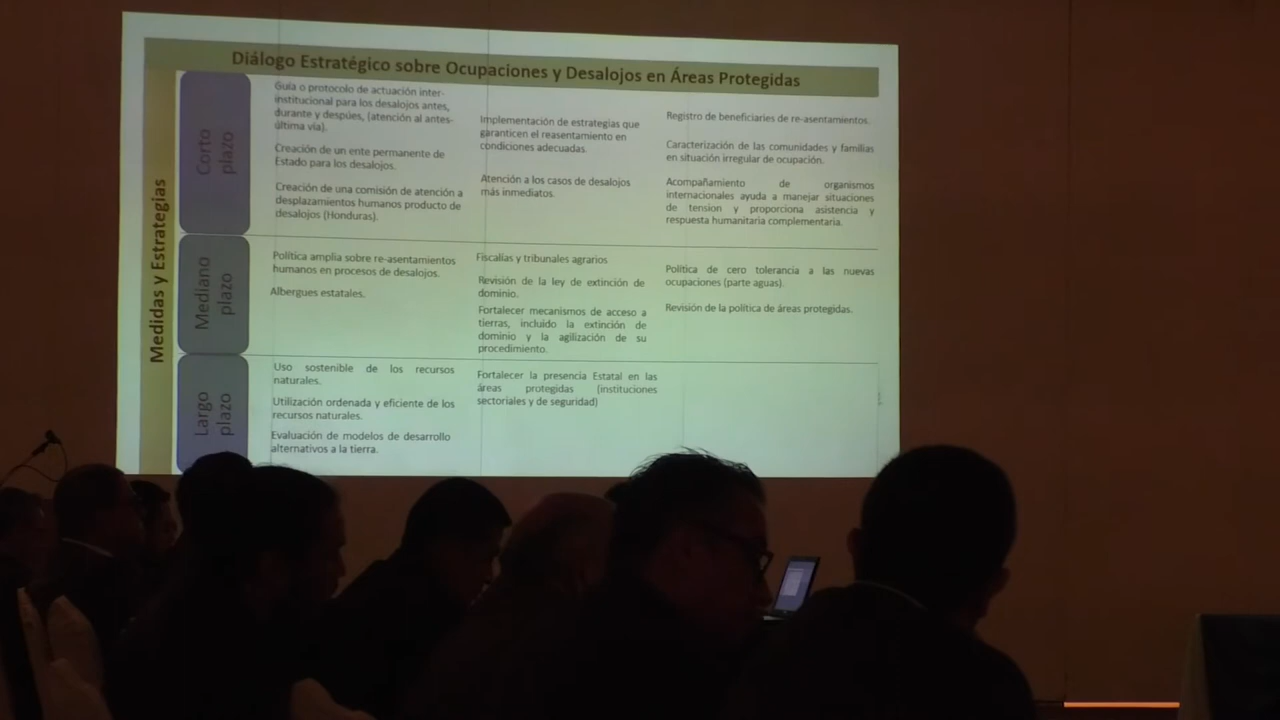 Diálogo Estratégico sobre Ocupaciones y Desalojos en Áreas Protegidas
Medidas y Estrategias
Corto
plazo
Guía o protocolo de actuación inter-
institucional para los desalojos antes,
durante y despúes, (atención al antes-
última vía).
Creación de un ente permanente de
Estado para los desalojos.
Creación de una comisión de atención a
desplazamientos humanos producto de
desalojos (Honduras).
Implementación de estrategias que
garanticen el reasentamiento en
condiciones adecuadas.
Atención a los casos de desalojos
más inmediatos.
Registro de beneficiaries de re-asentamientos.
Caracterización de las comunidades y familias
en situación irregular de ocupación.
Acompañamiento de organismos
internacionales ayuda a manejar situaciones
de tension y proporciona asistencia y
respuesta humanitaria complementaria.
Mediano
plazo
Política amplia sobre re-asentamientos
humanos en procesos de desalojos.
Albergues estatales.
Fiscalías y tribunales agrarios
Revisión de la ley de extinción de
dominio.
Fortalecer mecanismos de acceso a
tierras, incluido la extinción de
dominio y la agilización de su
procedimiento.
Política de cero tolerancia a las nuevas
ocupaciones (parte aguas).
Revisión de la política de áreas protegidas.
Largo
plazo
Uso sostenible de los recursos
naturales.
Utilización ordenada y eficiente de los
recursos naturales.
Evaluación de modelos de desarrollo
alternativos a la tierra.
Fortalecer la presencia Estatal en las
áreas protegidas (instituciones
sectoriales y de seguridad)